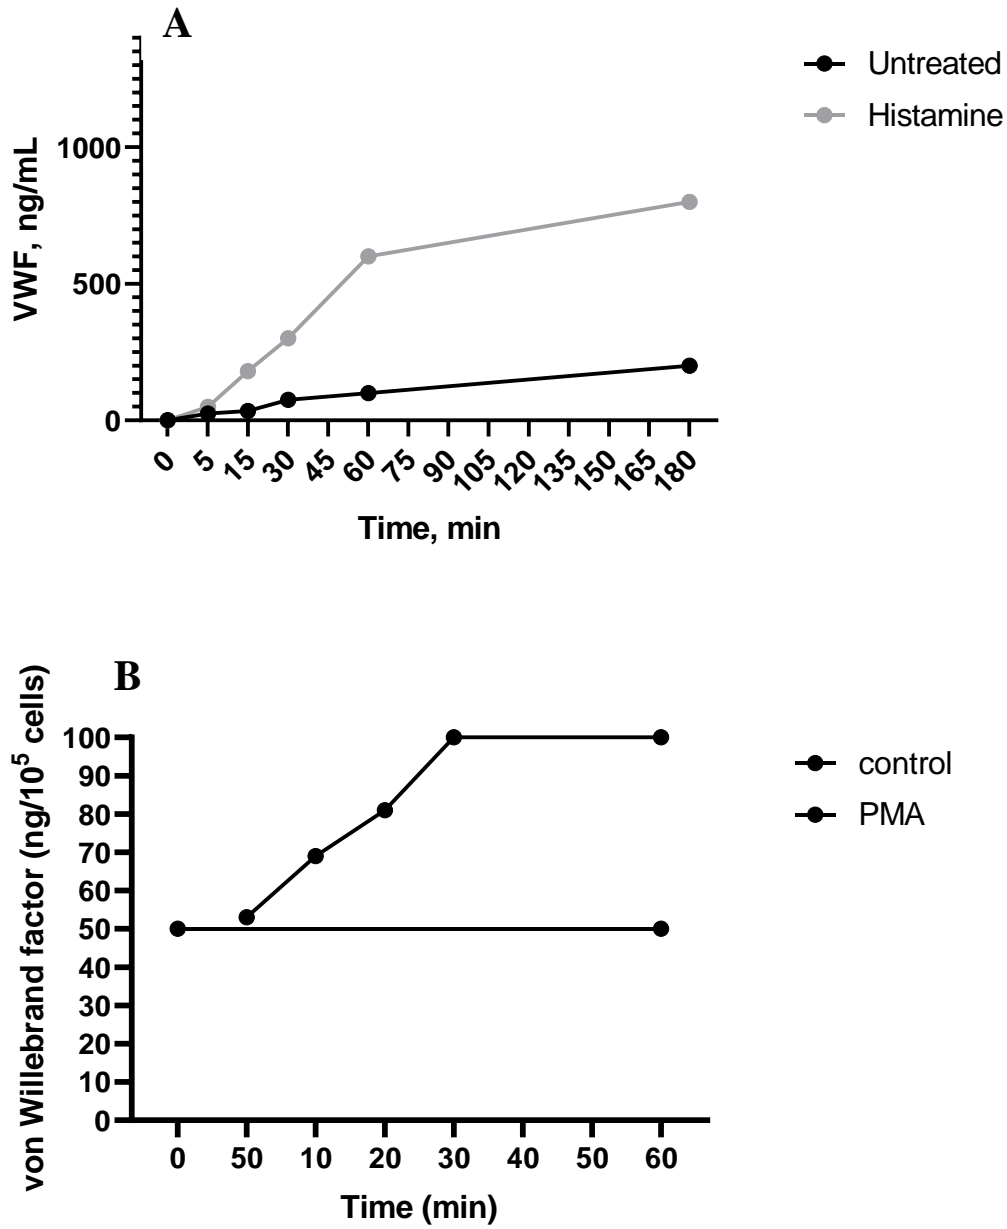 A
Untreated
Histamine
VWF, ng/mL
1000
500
0
0 5 15 30 45 60 75 90 105 120 135 150 165 180
Time, min
B
control
PMA
von Willebrand factor (ng/10⁵ cells)
100
90
80
70
60
50
40
30
20
10
0
0 50 10 20 30 40 50 60
Time (min)